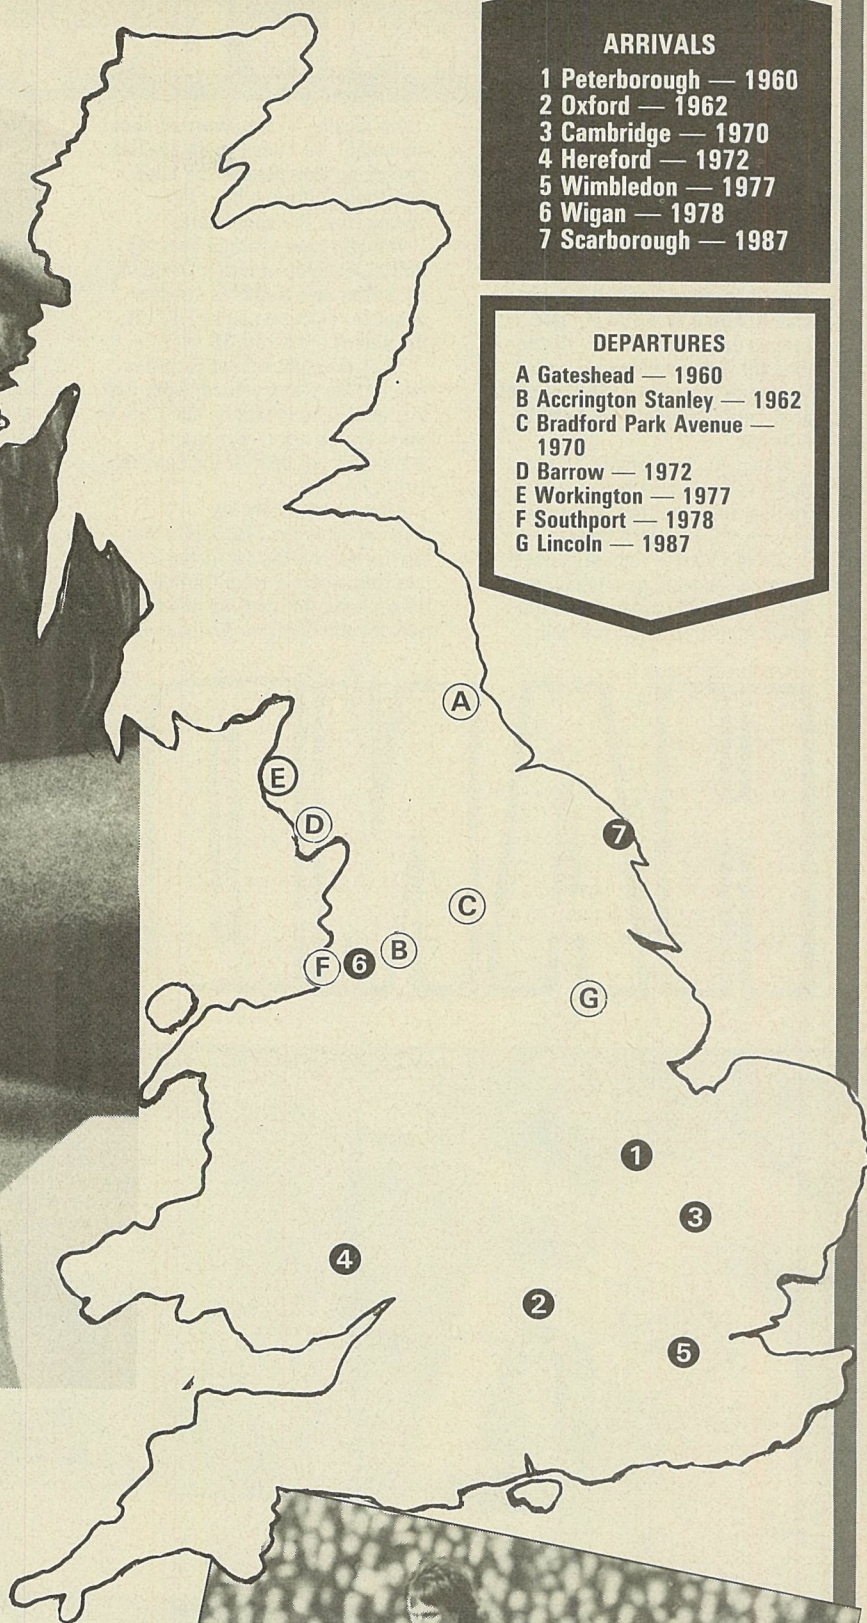 ARRIVALS
1 Peterborough — 1960
2 Oxford — 1962
3 Cambridge — 1970
4 Hereford — 1972
5 Wimbledon — 1977
6 Wigan — 1978
7 Scarborough — 1987
DEPARTURES
A Gateshead — 1960
B Accrington Stanley — 1962
C Bradford Park Avenue —
1970
D Barrow — 1972
E Workington — 1977
F Southport — 1978
G Lincoln — 1987
A
E
D
7
C
B
F 6
G
1
3
4
2
5